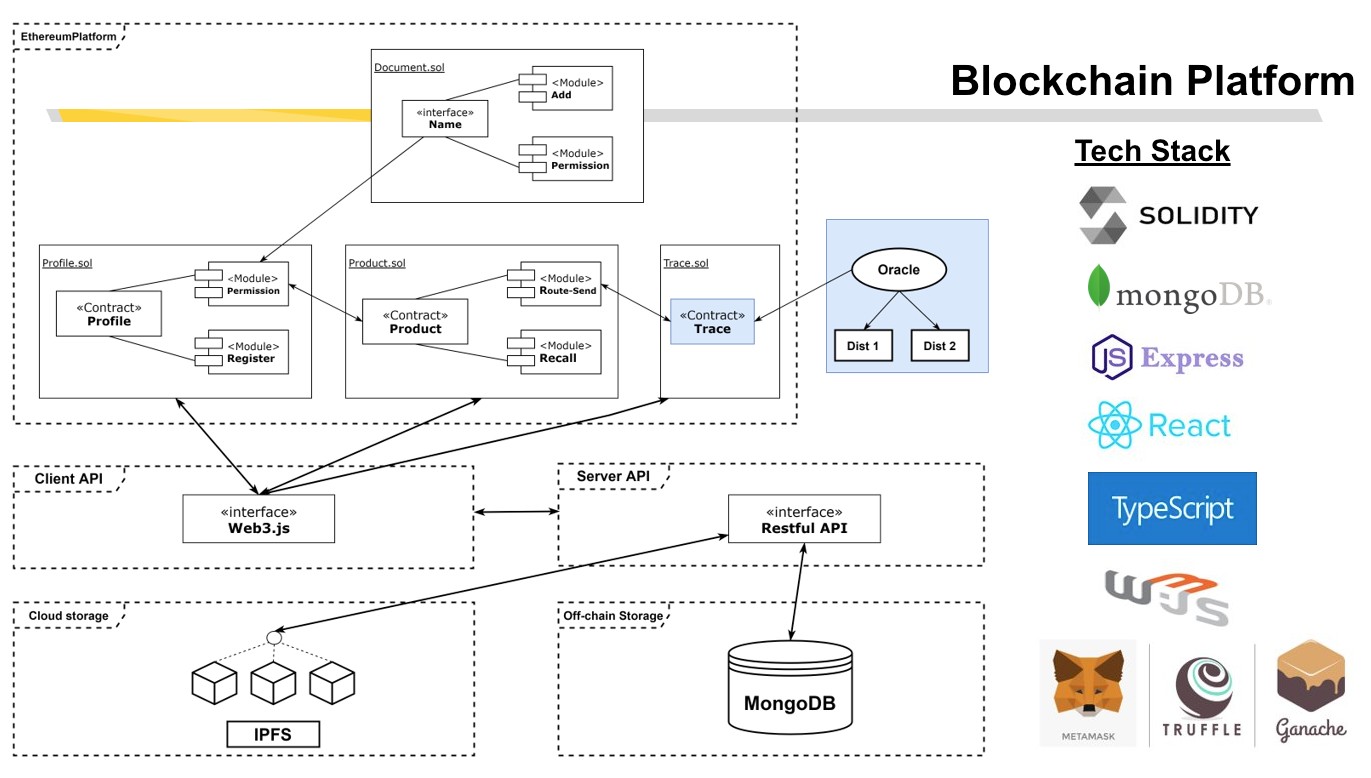 EthereumPlatform
Blockchain Platform
Document.sol
«interface»
Name
<Module>
Add
<Module>
Permission
Profile.sol
«Contract»
Profile
<Module>
Permission
<Module>
Register
Product.sol
«Contract»
Product
<Module>
Route-Send
<Module>
Recall
Trace.sol
«Contract»
Trace
Oracle
Dist 1
Dist 2
Client API
«interface»
Web3.js
Server API
«interface»
Restful API
Cloud storage
IPFS
Off-chain Storage
MongoDB
Tech Stack
SOLIDITY
mongoDB.
JS Express
React
TypeScript
W3JS
METAMASK
TRUFFLE
Ganache